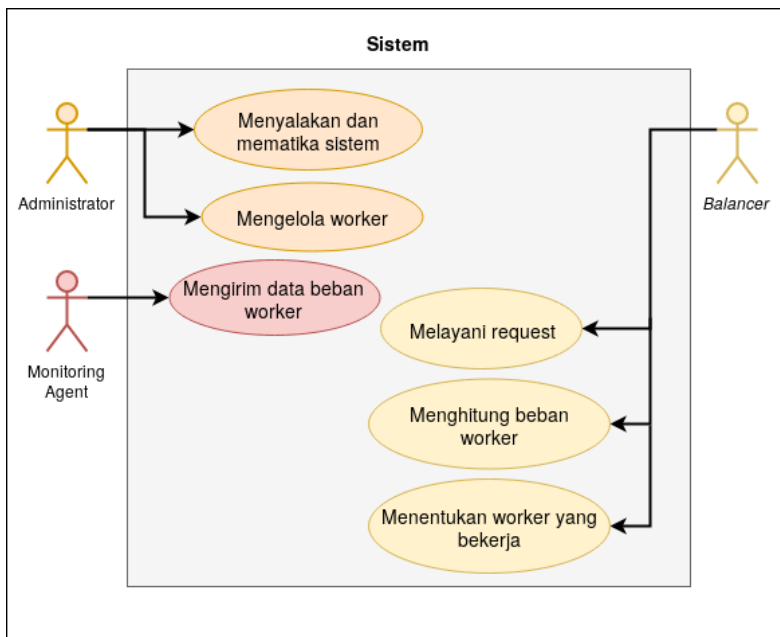 Sistem
Menyalakan dan
mematika sistem
Administrator
Mengelola worker
Balancer
Mengirim data beban
worker
Monitoring
Agent
Melayani request
Menghitung beban
worker
Menentukan worker yang
bekerja